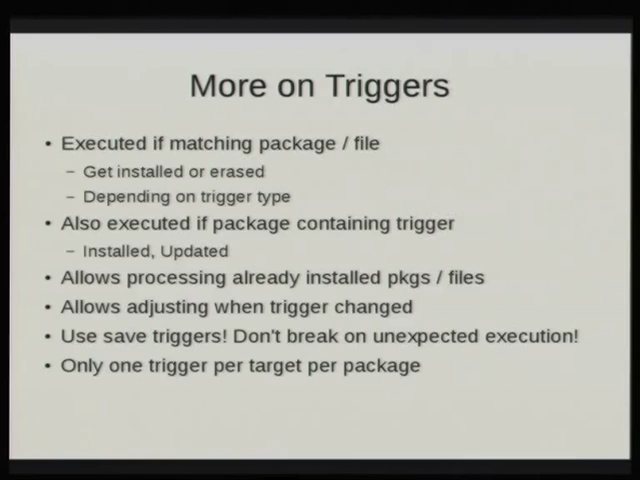 More on Triggers
• Executed if matching package / file
– Get installed or erased
– Depending on trigger type
• Also executed if package containing trigger
– Installed, Updated
• Allows processing already installed pkgs / files
• Allows adjusting when trigger changed
• Use save triggers! Don't break on unexpected execution!
• Only one trigger per target per package